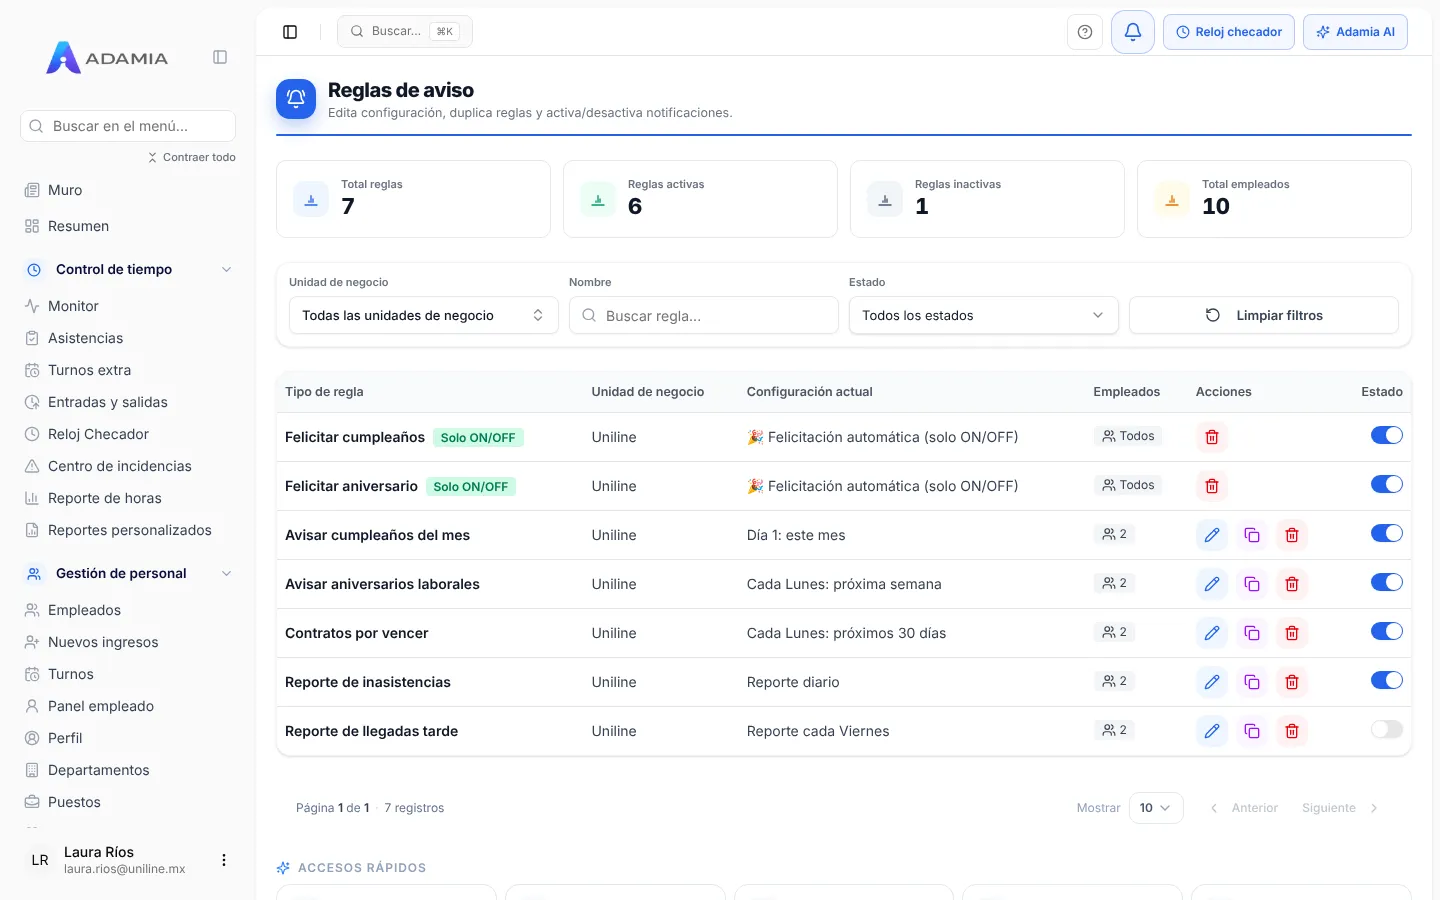 ADAMIA
Buscar en el menú...
Contraer todo
Muro
Resumen
Control de tiempo
Monitor
Asistencias
Turnos extra
Entradas y salidas
Reloj Checador
Centro de incidencias
Reporte de horas
Reportes personalizados
Gestión de personal
Empleados
Nuevos ingresos
Turnos
Panel empleado
Perfil
Departamentos
Puestos
LR
Laura Ríos
laura.rios@uniline.mx
Buscar... ⌘K
Reloj checador
Adamia AI
Reglas de aviso
Edita configuración, duplica reglas y activa/desactiva notificaciones.
Total reglas
7
Reglas activas
6
Reglas inactivas
1
Total empleados
10
Unidad de negocio
Todas las unidades de negocio
Nombre
Buscar regla...
Estado
Todos los estados
Limpiar filtros
Tipo de regla Unidad de negocio Configuración actual Empleados Acciones Estado
Felicitar cumpleaños Solo ON/OFF Uniline 🎉 Felicitación automática (solo ON/OFF) Todos
Felicitar aniversario Solo ON/OFF Uniline 🎉 Felicitación automática (solo ON/OFF) Todos
Avisar cumpleaños del mes Uniline Día 1: este mes 2
Avisar aniversarios laborales Uniline Cada Lunes: próxima semana 2
Contratos por vencer Uniline Cada Lunes: próximos 30 días 2
Reporte de inasistencias Uniline Reporte diario 2
Reporte de llegadas tarde Uniline Reporte cada Viernes 2
Página 1 de 1 · 7 registros
Mostrar 10 Anterior Siguiente
ACCESOS RÁPIDOS